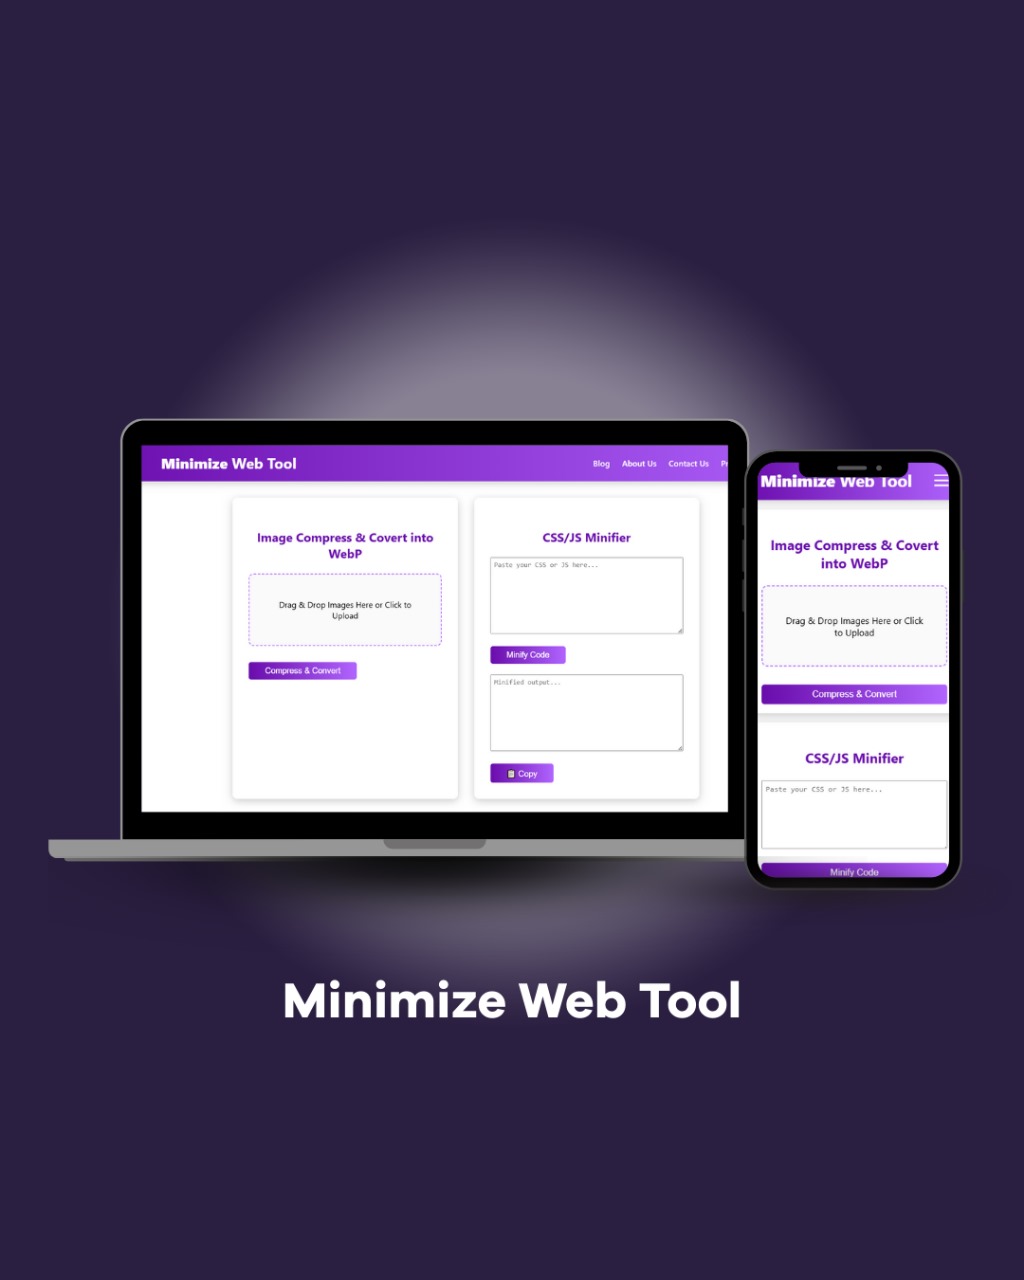 Minimize Web Tool
Blog About Us Contact Us
Image Compress & Covert into
WebP
Drag & Drop Images Here or Click to
Upload
Compress & Convert
CSS/JS Minifier
Paste your CSS or JS here...
Minify Code
Minified output...
📋 Copy
Minimize Web Tool
Image Compress & Covert
into WebP
Drag & Drop Images Here or Click
to Upload
Compress & Convert
CSS/JS Minifier
Paste your CSS or JS here...
Minify Code
Minimize Web Tool